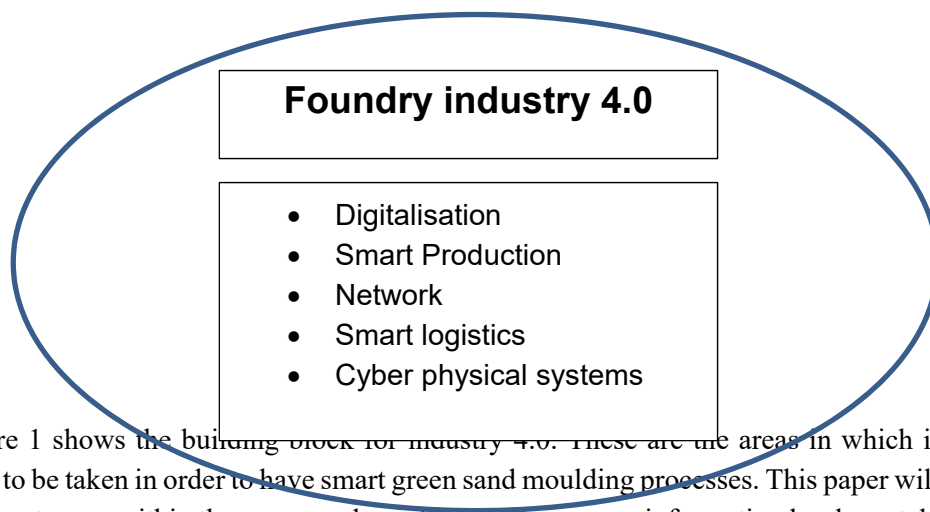 Foundry industry 4.0
• Digitalisation
• Smart Production
• Network
• Smart logistics
• Cyber physical systems
re 1 shows the building block for industry 4.0. These are the areas in which i
to be taken in order to have smart green sand moulding processes. This paper wil